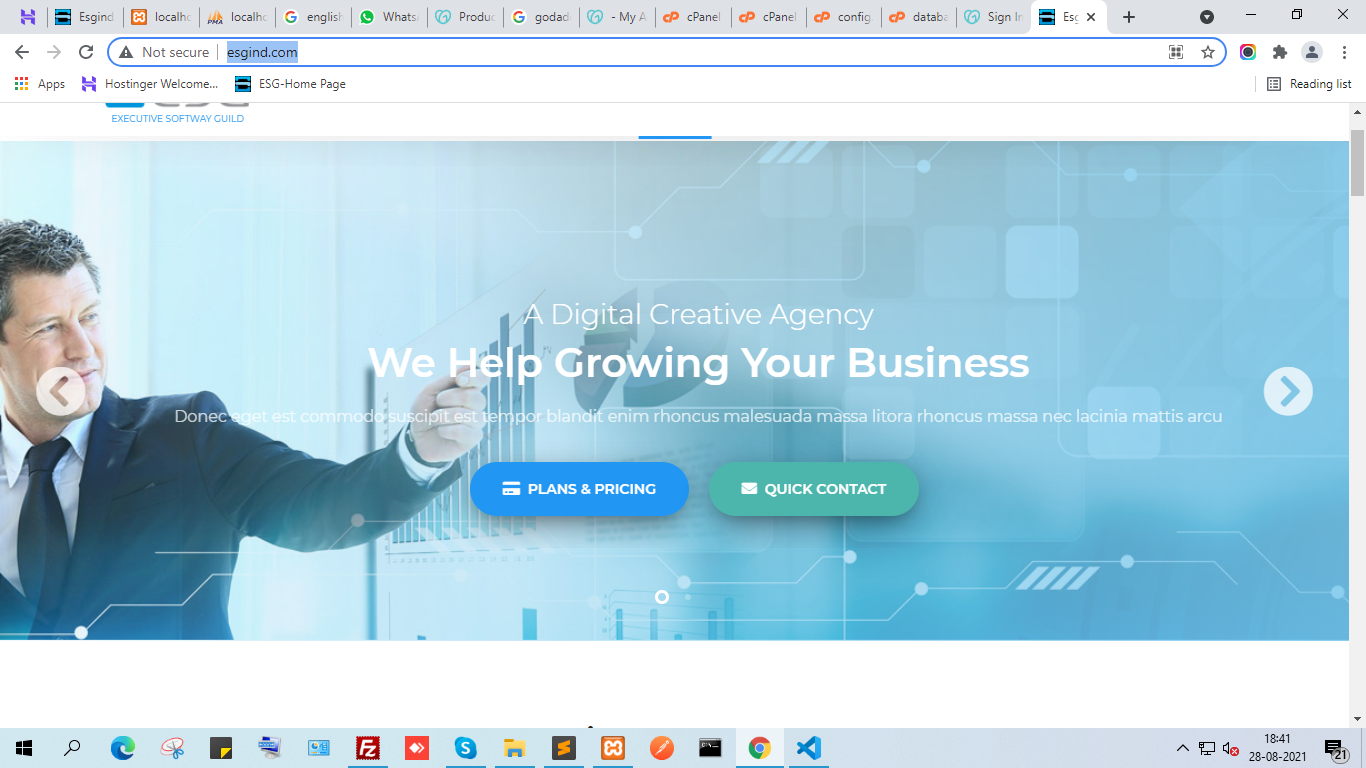 Esgind
localho
localho
english
Whats
Produc
godad
- My A
cPanel
cPanel
config
databa
Sign In
Esg
Not secure
esgind.com
Apps
Hostinger Welcome...
ESG-Home Page
Reading list
EXECUTIVE SOFTWAY GUILD
A Digital Creative Agency
We Help Growing Your Business
Donec eget est commodo suscipit est tempor blandit enim rhoncus malesuada massa litora rhoncus massa nec lacinia mattis arcu
PLANS & PRICING
QUICK CONTACT
18:41
28-08-2021
21